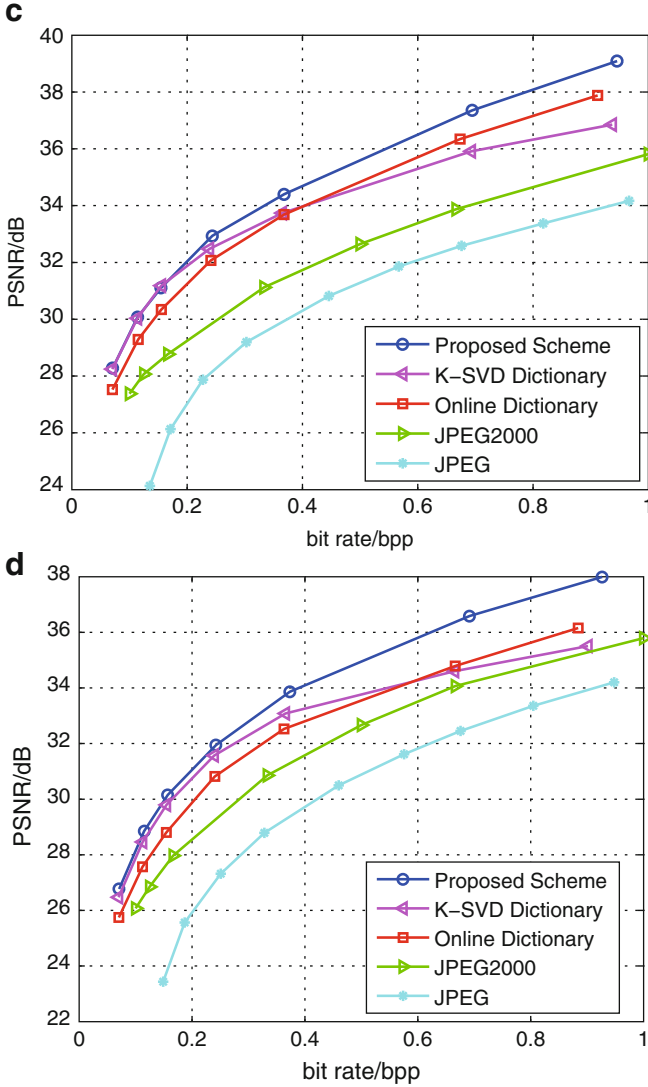 c
40
38
36
34
32
30
28
26
24
PSNR/dB
0
0.2
0.4
0.6
0.8
1
bit rate/bpp
Proposed Scheme
K-SVD Dictionary
Online Dictionary
JPEG2000
JPEG
d
38
36
34
32
30
28
26
24
22
PSNR/dB
0
0.2
0.4
0.6
0.8
1
bit rate/bpp
Proposed Scheme
K-SVD Dictionary
Online Dictionary
JPEG2000
JPEG